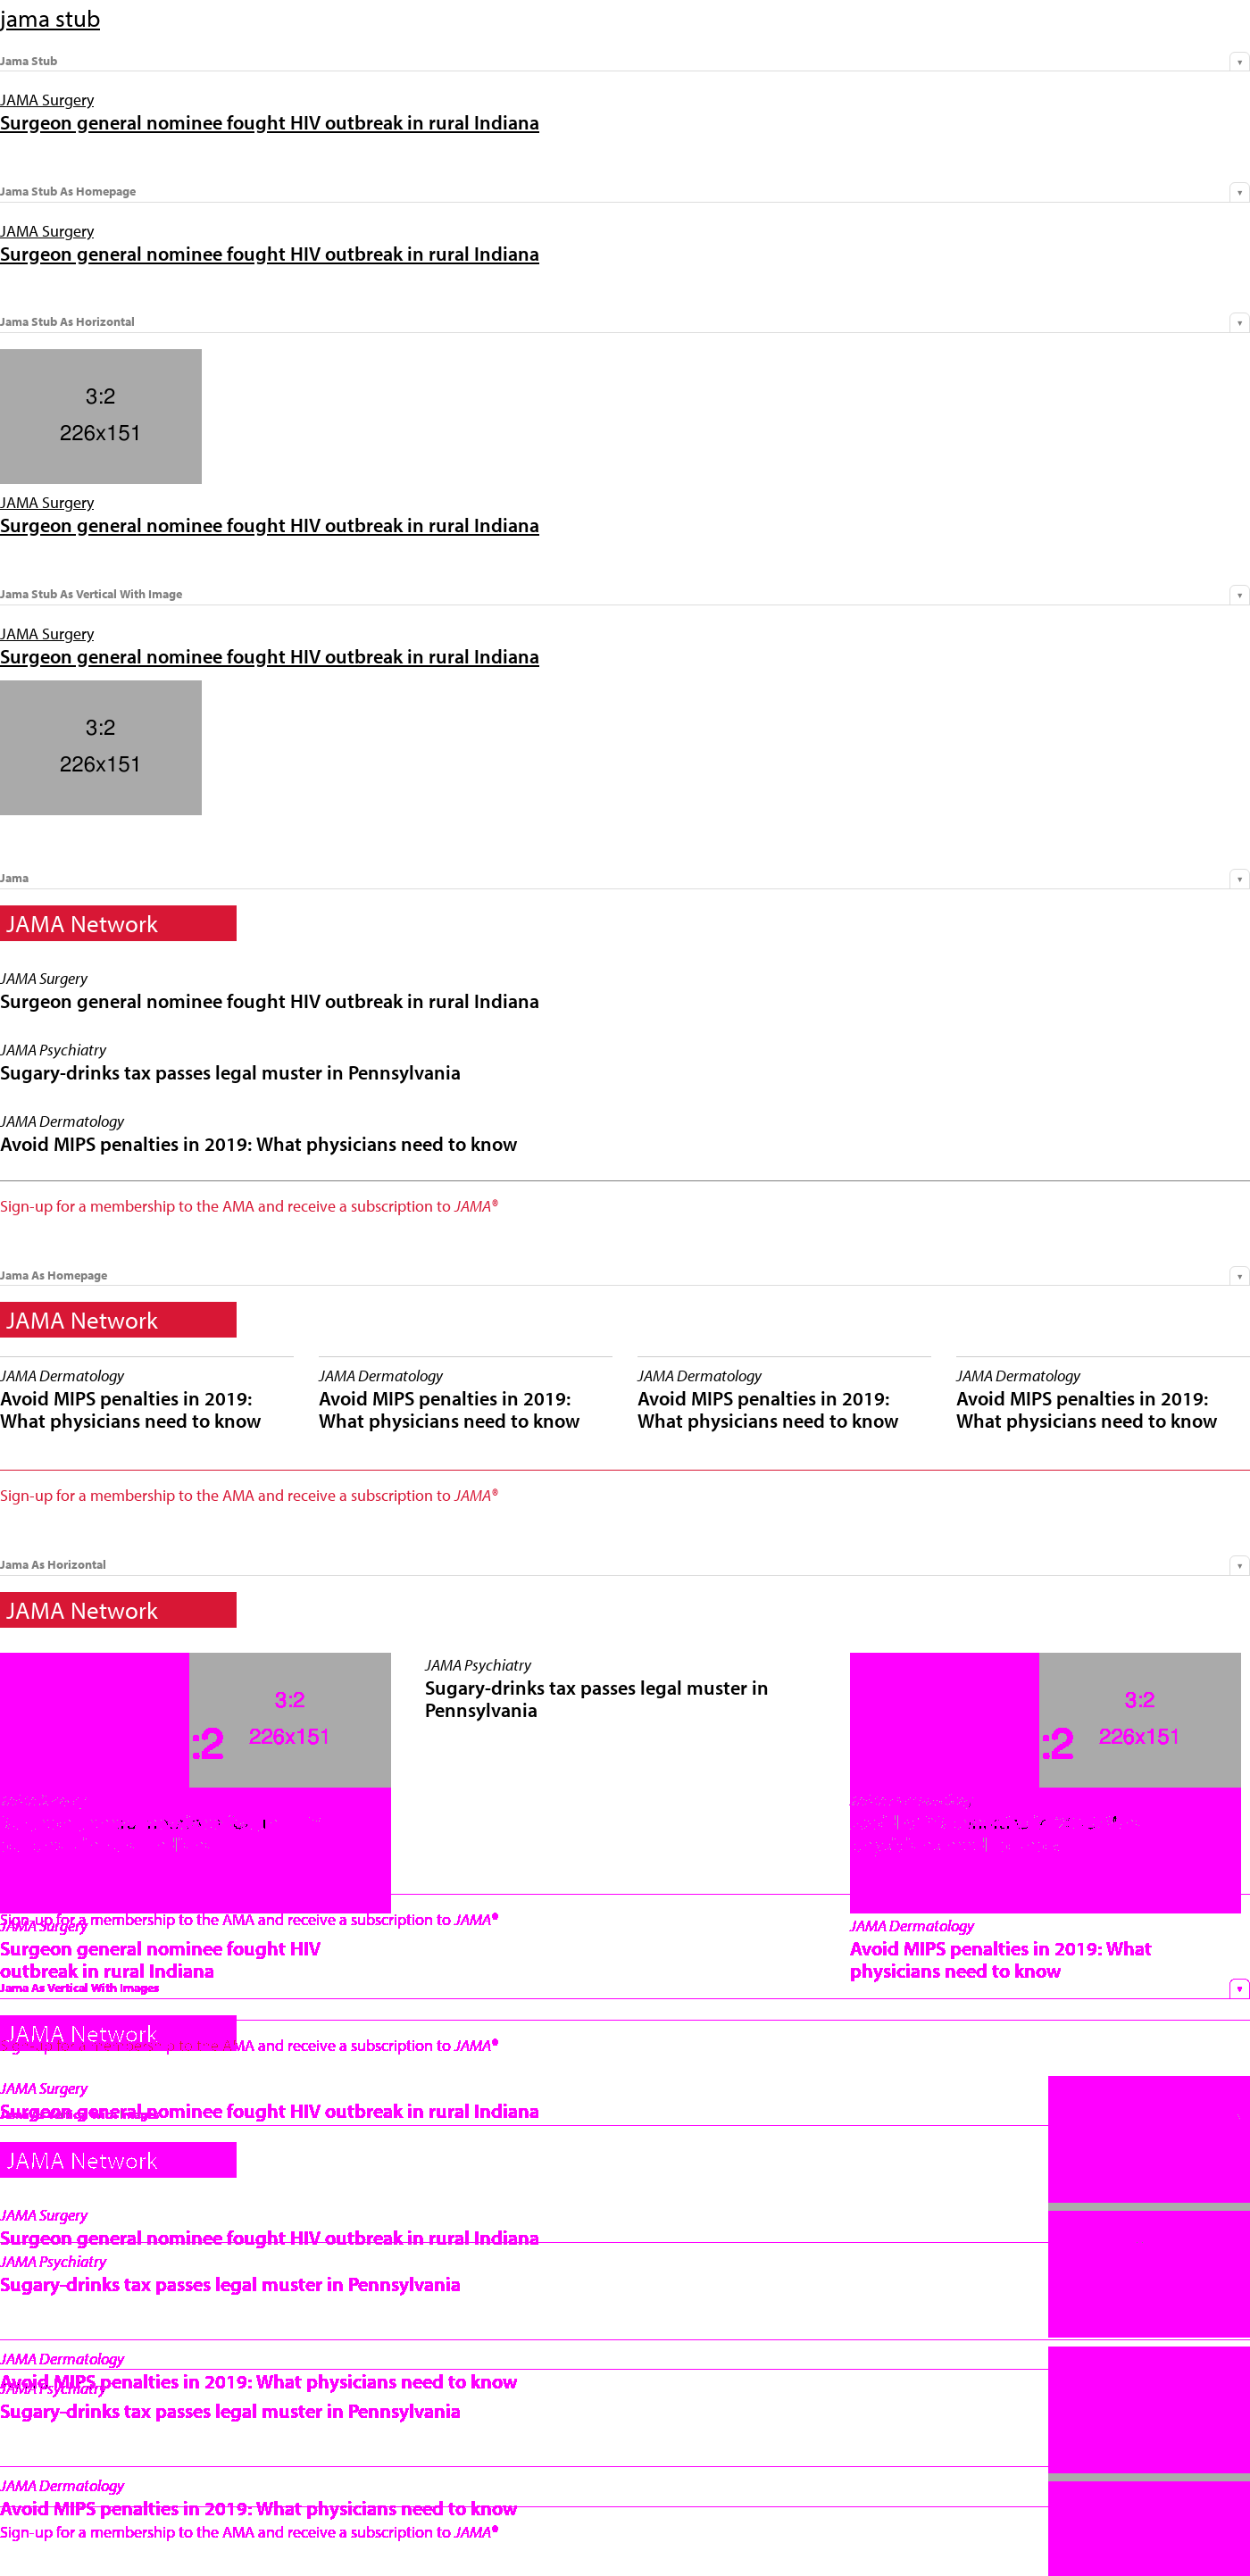 jama stub
Jama Stub
JAMA Surgery
Surgeon general nominee fought HIV outbreak in rural Indiana
Jama Stub As Homepage
JAMA Surgery
Surgeon general nominee fought HIV outbreak in rural Indiana
Jama Stub As Horizontal
3:2
226x151
JAMA Surgery
Surgeon general nominee fought HIV outbreak in rural Indiana
Jama Stub As Vertical With Image
JAMA Surgery
Surgeon general nominee fought HIV outbreak in rural Indiana
3:2
226x151
Jama
JAMA Network
JAMA Surgery
Surgeon general nominee fought HIV outbreak in rural Indiana
JAMA Psychiatry
Sugary-drinks tax passes legal muster in Pennsylvania
JAMA Dermatology
Avoid MIPS penalties in 2019: What physicians need to know
Sign-up for a membership to the AMA and receive a subscription to JAMA®
Jama As Homepage
JAMA Network
JAMA Dermatology
Avoid MIPS penalties in 2019:
What physicians need to know
JAMA Dermatology
Avoid MIPS penalties in 2019:
What physicians need to know
JAMA Dermatology
Avoid MIPS penalties in 2019:
What physicians need to know
JAMA Dermatology
Avoid MIPS penalties in 2019:
What physicians need to know
Sign-up for a membership to the AMA and receive a subscription to JAMA®
Jama As Horizontal
JAMA Network
3:2
226x151
:2
JAMA Psychiatry
Sugary-drinks tax passes legal muster in
Pennsylvania
3:2
226x151
:2
Sign-up for a membership to the AMA and receive a subscription to JAMA®
JAMA Surgery
Surgeon general nominee fought HIV
outbreak in rural Indiana
JAMA Dermatology
Avoid MIPS penalties in 2019: What
physicians need to know
Jama As Vertical With Images
JAMA Network
Sign-up for a membership to the AMA and receive a subscription to JAMA®
JAMA Surgery
Surgeon general nominee fought HIV outbreak in rural Indiana
Jama As Vertical With Images
JAMA Network
JAMA Surgery
Surgeon general nominee fought HIV outbreak in rural Indiana
JAMA Psychiatry
Sugary-drinks tax passes legal muster in Pennsylvania
JAMA Dermatology
Avoid MIPS penalties in 2019: What physicians need to know
JAMA Psychiatry
Sugary-drinks tax passes legal muster in Pennsylvania
JAMA Dermatology
Avoid MIPS penalties in 2019: What physicians need to know
Sign-up for a membership to the AMA and receive a subscription to JAMA®